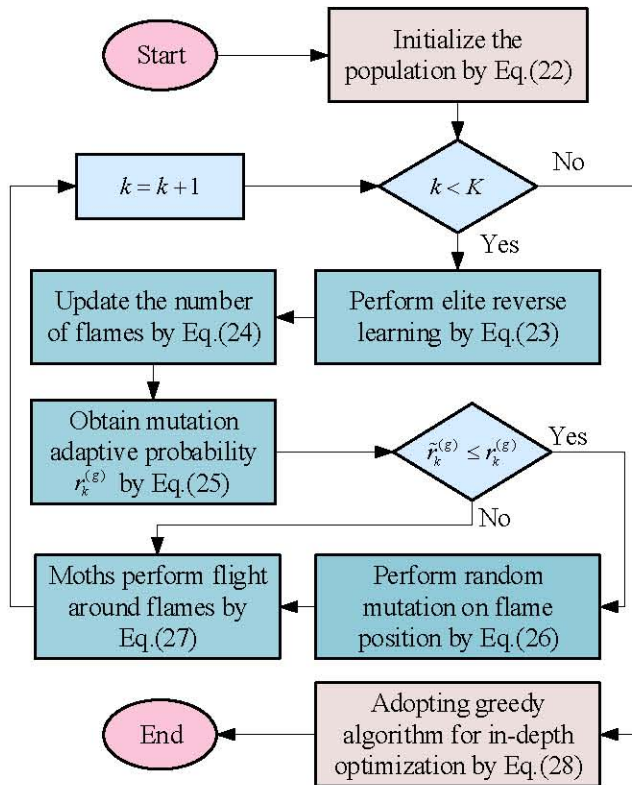 Start
Initialize the
population by Eq.(22)
k = k + 1
k < K
No
Yes
Update the number
of flames by Eq.(24)
Perform elite reverse
learning by Eq.(23)
Obtain mutation
adaptive probability
r_k^(g) by Eq.(25)
r̃_k^(g) ≤ r_k^(g)
Yes
No
Moths perform flight
around flames by
Eq.(27)
Perform random
mutation on flame
position by Eq.(26)
End
Adopting greedy
algorithm for in-depth
optimization by Eq.(28)